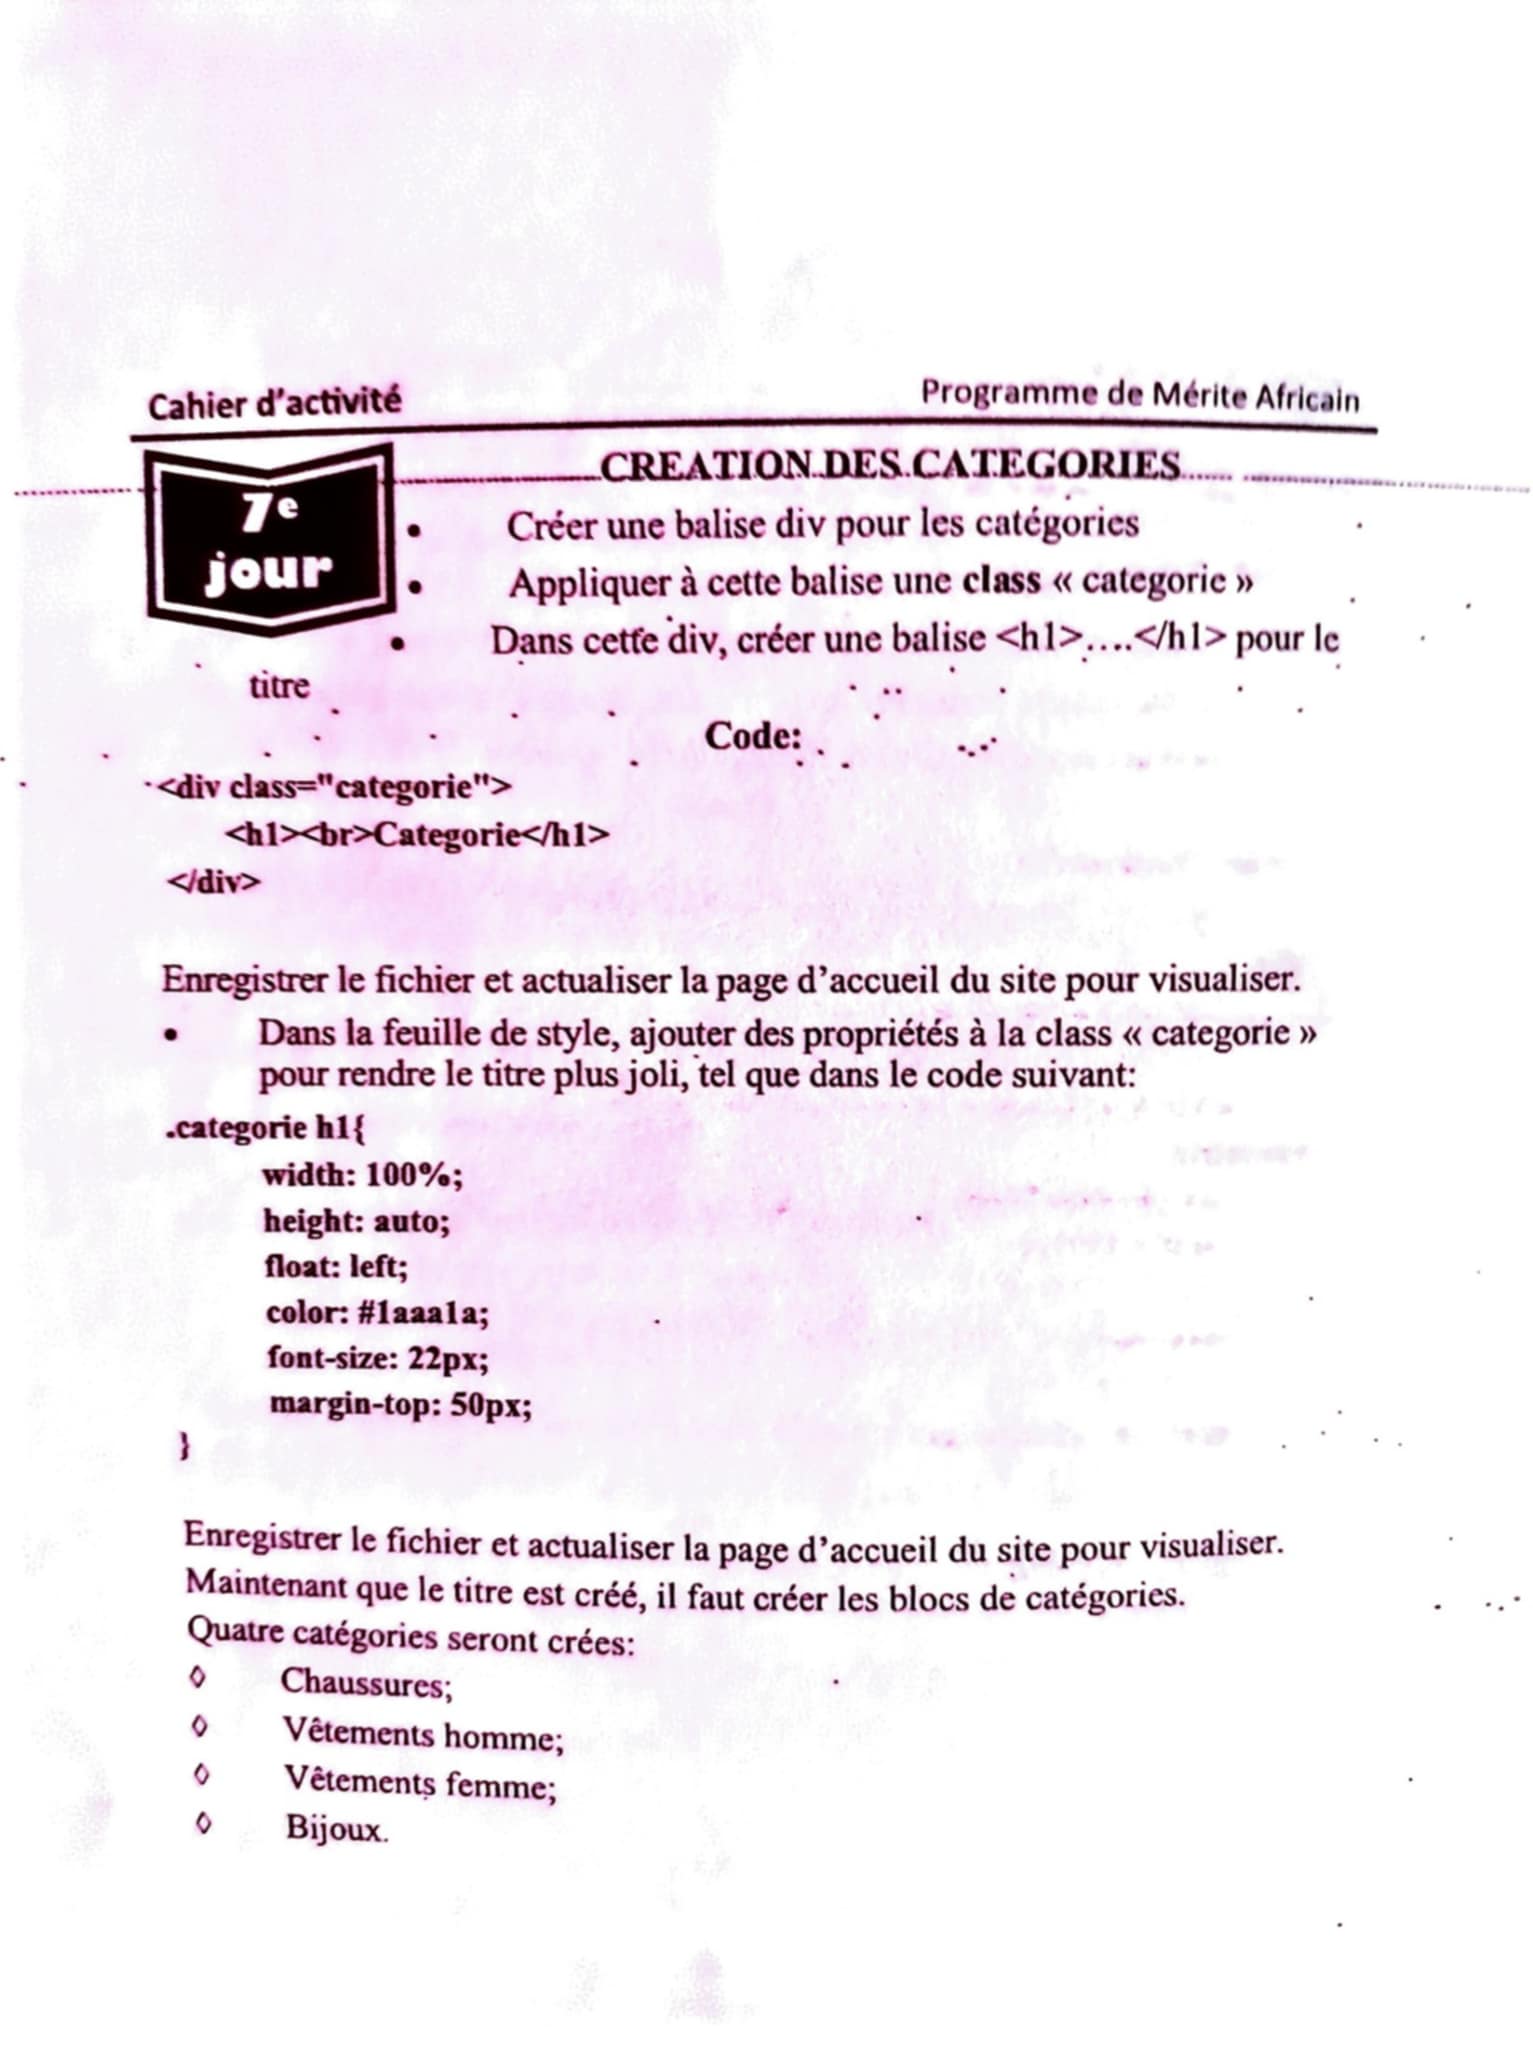 Cahier d'activité
Programme de Mérite Africain
7e
jour
CREATION DES CATEGORIES
• Créer une balise div pour les catégories
• Appliquer à cette balise une class « categorie »
• Dans cette div, créer une balise <h1>….</h1> pour le
titre
Code:
<div class="categorie">
<h1><br>Categorie</h1>
</div>
Enregistrer le fichier et actualiser la page d'accueil du site pour visualiser.
• Dans la feuille de style, ajouter des propriétés à la class « categorie »
pour rendre le titre plus joli, tel que dans le code suivant:
.categorie h1{
width: 100%;
height: auto;
float: left;
color: #1aaa1a;
font-size: 22px;
margin-top: 50px;
}
Enregistrer le fichier et actualiser la page d'accueil du site pour visualiser.
Maintenant que le titre est créé, il faut créer les blocs de catégories.
Quatre catégories seront crées:
◊ Chaussures;
◊ Vêtements homme;
◊ Vêtements femme;
◊ Bijoux.